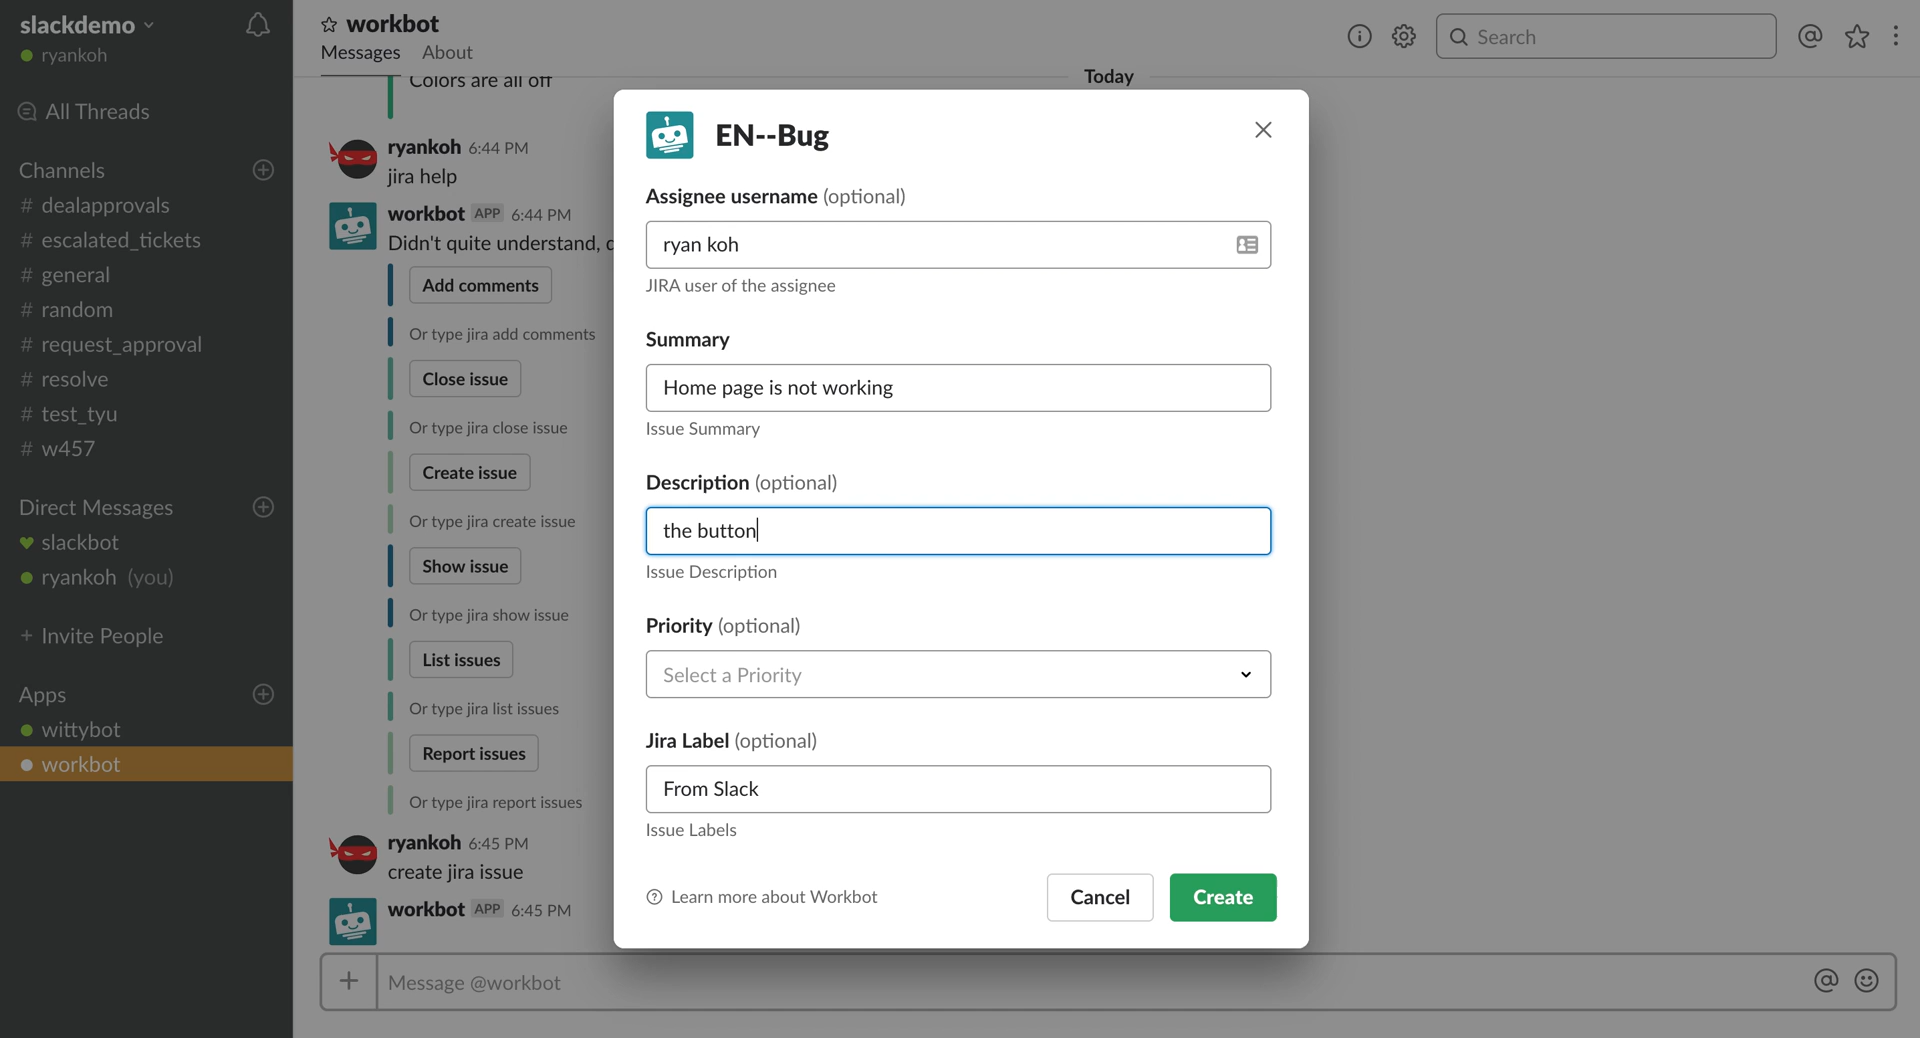 slackdemo
ryankoh
All Threads
Channels
# dealapprovals
# escalated_tickets
# general
# random
# request_approval
# resolve
# test_tyu
# w457
Direct Messages
slackbot
ryankoh (you)
+ Invite People
Apps
wittybot
workbot
workbot
Messages About
Search
Today
Colors are all off
ryankoh 6:44 PM
jira help
workbot APP 6:44 PM
Didn't quite understand,
Add comments
Or type jira add comments
Close issue
Or type jira close issue
Create issue
Or type jira create issue
Show issue
Or type jira show issue
List issues
Or type jira list issues
Report issues
Or type jira report issues
ryankoh 6:45 PM
create jira issue
workbot APP 6:45 PM
Message @workbot
EN--Bug
Assignee username (optional)
ryan koh
JIRA user of the assignee
Summary
Home page is not working
Issue Summary
Description (optional)
the button
Issue Description
Priority (optional)
Select a Priority
Jira Label (optional)
From Slack
Issue Labels
Learn more about Workbot
Cancel
Create